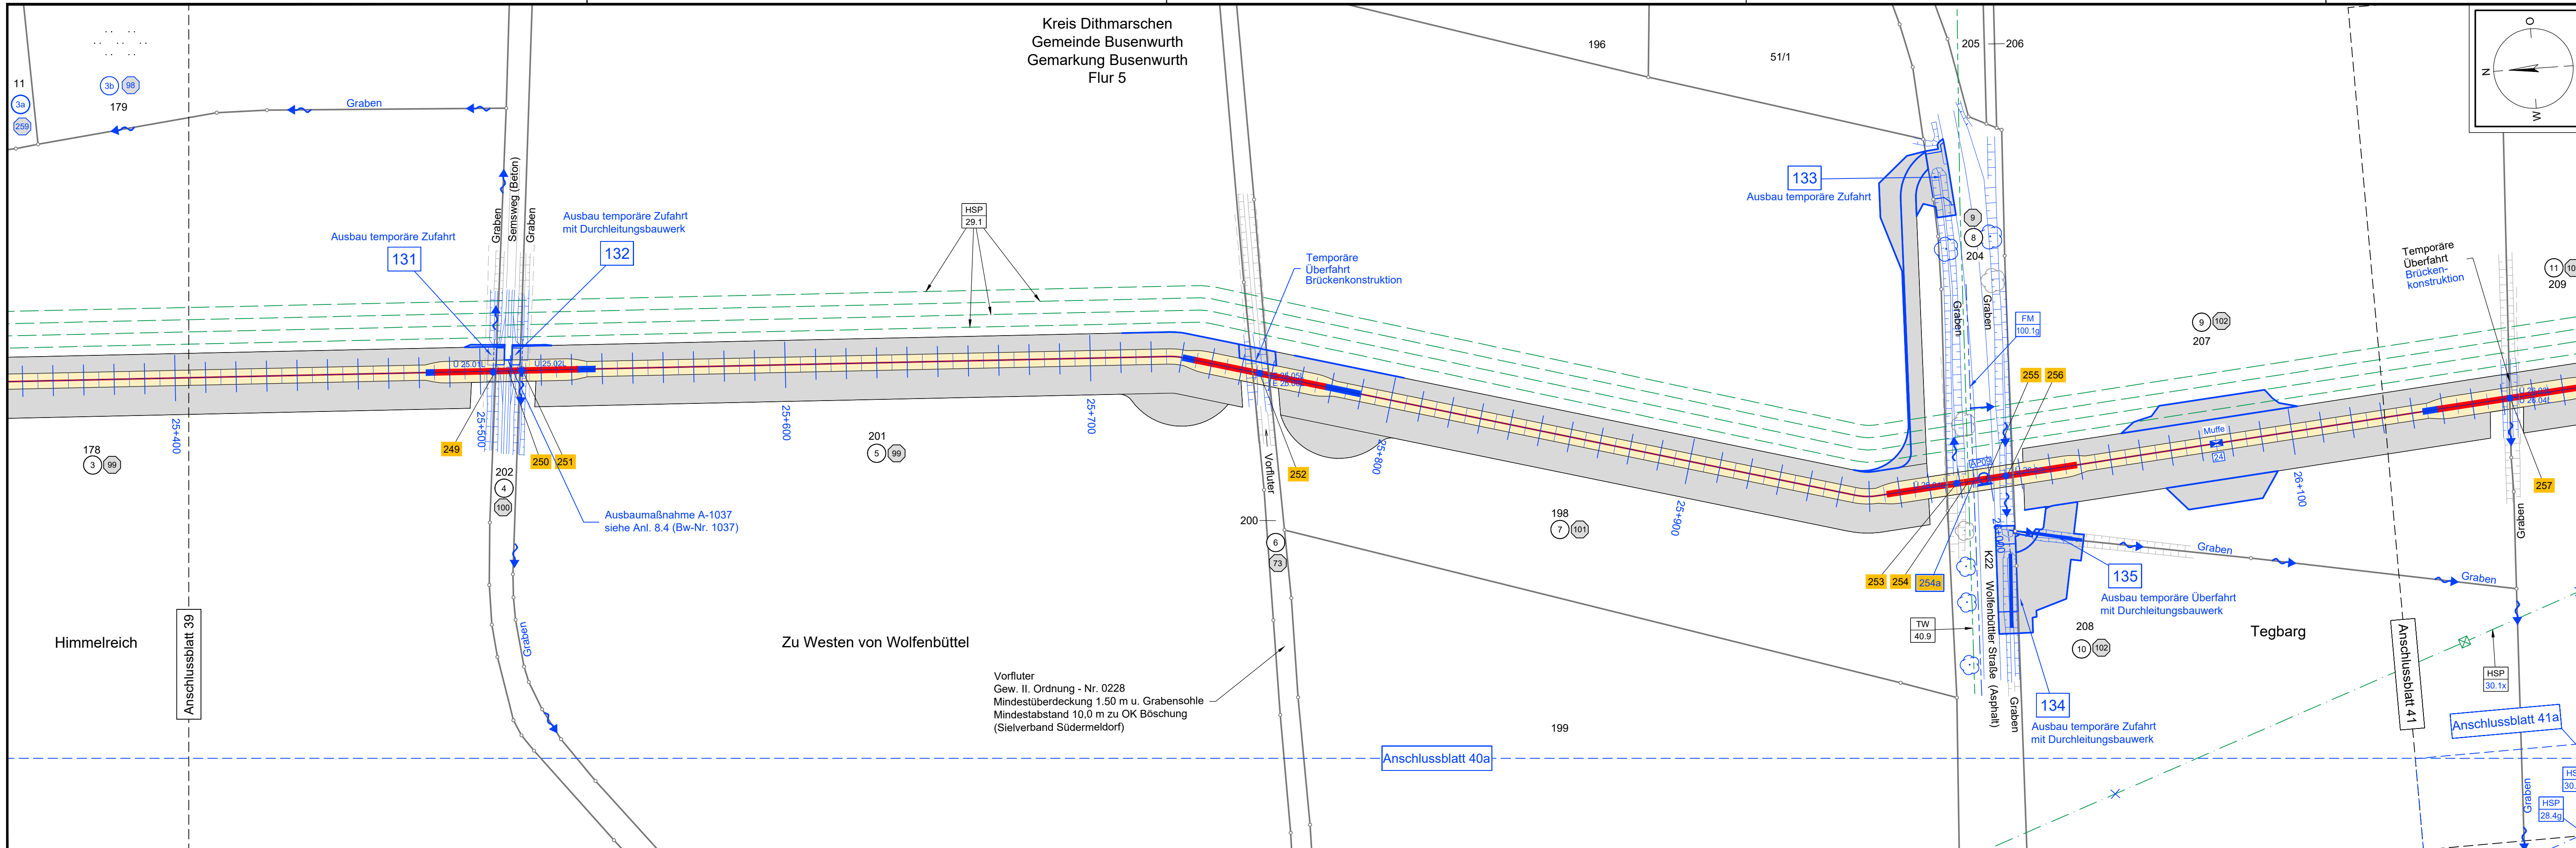 Kreis Dithmarschen
Gemeinde Busenwurth
Gemarkung Busenwurth
Flur 5
11
3a
259
3b
98
179
Graben
Graben
Semsweg (Beton)
Graben
Ausbau temporäre Zufahrt
131
Ausbau temporäre Zufahrt
mit Durchleitungsbauwerk
132
HSP
29.1
Temporäre
Überfahrt
Brückenkonstruktion
196
51/1
205
206
133
Ausbau temporäre Zufahrt
9
8
204
Graben
Graben
FM
100.1g
O
N
W
Temporäre
Überfahrt
Brücken-
konstruktion
11
209
9
102
207
25+400
25+500
25+600
25+700
25+800
25+900
26+100
Muffe
24
178
3
99
249
250
251
202
4
100
201
5
99
Ausbaumaßnahme A-1037
siehe Anl. 8.4 (Bw-Nr. 1037)
Vorfluter
252
200
6
73
198
7
101
253
254
254a
255
256
257
Graben
Graben
Graben
135
Ausbau temporäre Überfahrt
mit Durchleitungsbauwerk
208
10
102
134
Ausbau temporäre Zufahrt
mit Durchleitungsbauwerk
TW
40.9
K22 Wolfenbüttler Straße (Asphalt)
Graben
Tegbarg
Himmelreich
Anschlussblatt 39
Graben
Zu Westen von Wolfenbüttel
Vorfluter
Gew. II. Ordnung - Nr. 0228
Mindestüberdeckung 1.50 m u. Grabensohle
Mindestabstand 10,0 m zu OK Böschung
(Sielverband Südermeldorf)
199
Anschlussblatt 40a
Anschlussblatt 41
Anschlussblatt 41a
HSP
30.1x
HSP
28.4g
Graben